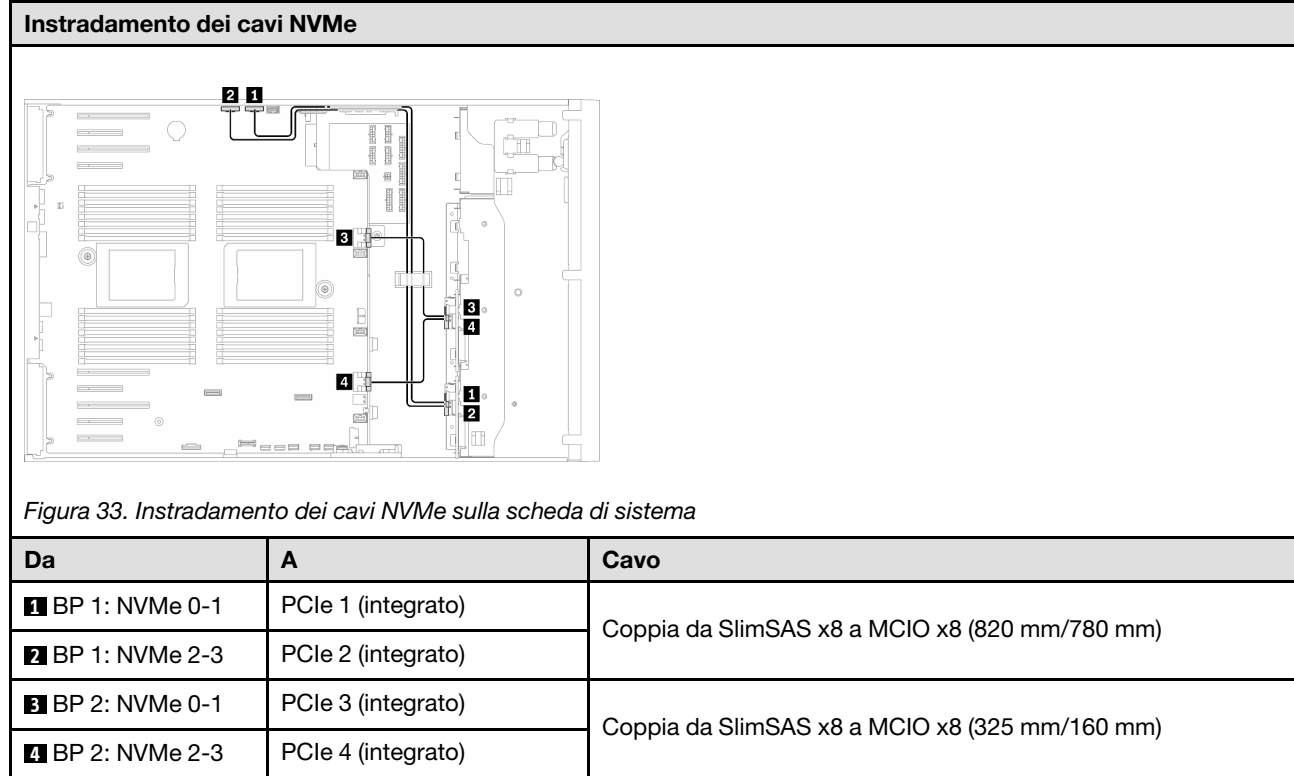 Instradamento dei cavi NVMe
2 1
3
3
4
4
1
2
Figura 33. Instradamento dei cavi NVMe sulla scheda di sistema
Da A Cavo
1 BP 1: NVMe 0-1 PCIe 1 (integrato)
Coppia da SlimSAS x8 a MCIO x8 (820 mm/780 mm)
2 BP 1: NVMe 2-3 PCIe 2 (integrato)
3 BP 2: NVMe 0-1 PCIe 3 (integrato)
Coppia da SlimSAS x8 a MCIO x8 (325 mm/160 mm)
4 BP 2: NVMe 2-3 PCIe 4 (integrato)